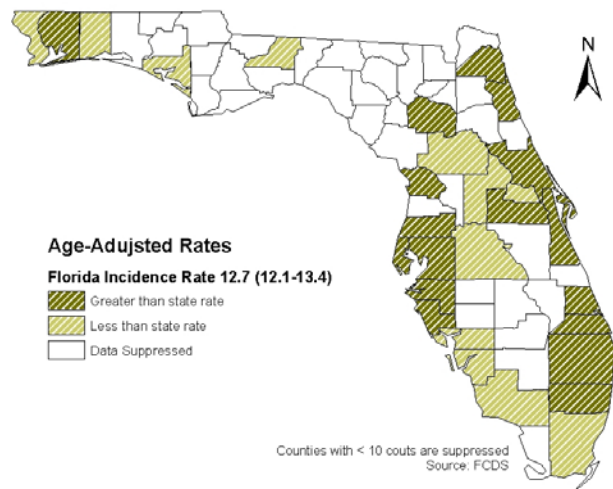 N
Age-Adujsted Rates
Florida Incidence Rate 12.7 (12.1-13.4)
Greater than state rate
Less than state rate
Data Suppressed
Counties with < 10 couts are suppressed
Source: FCDS